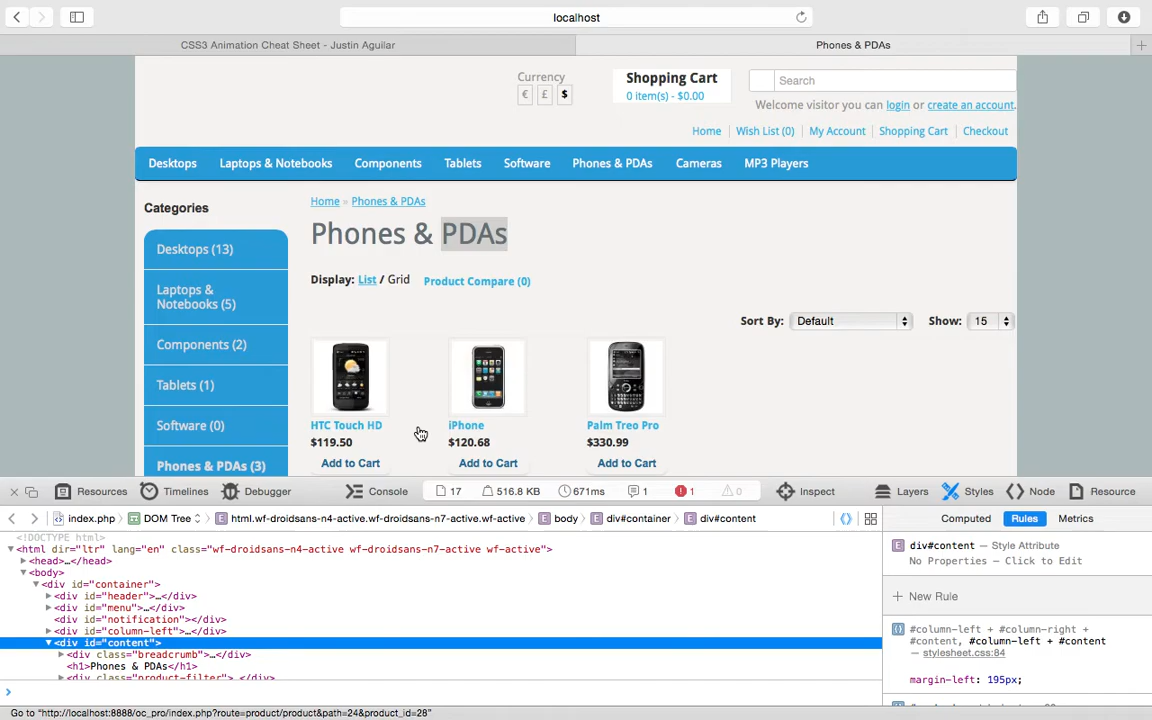 localhost
CSS3 Animation Cheat Sheet - Justin Aguilar
Phones & PDAs
Currency
€ £ $
Shopping Cart
0 item(s) - $0.00
Search
Welcome visitor you can login or create an account.
Home Wish List (0) My Account Shopping Cart Checkout
Desktops Laptops & Notebooks Components Tablets Software Phones & PDAs Cameras MP3 Players
Categories
Desktops (13)
Laptops &
Notebooks (5)
Components (2)
Tablets (1)
Software (0)
Phones & PDAs (3)
Home » Phones & PDAs
Phones & PDAs
Display: List / Grid Product Compare (0)
Sort By: Default Show: 15
HTC Touch HD
$119.50
Add to Cart
iPhone
$120.68
Add to Cart
Palm Treo Pro
$330.99
Add to Cart
Resources Timelines Debugger Console 17 516.8 KB 671ms 1 1 0 Inspect Layers Styles Node Resource
index.php DOM Tree html.wf-droidsans-n4-active.wf-droidsans-n7-active.wf-active body div#container div#content
Computed Rules Metrics
<!DOCTYPE html>
<html dir="ltr" lang="en" class="wf-droidsans-n4-active wf-droidsans-n7-active wf-active">
<head>…</head>
<body>
<div id="container">
<div id="header">…</div>
<div id="menu">…</div>
<div id="notification"></div>
<div id="column-left">…</div>
<div id="content">
<div class="breadcrumb">…</div>
<h1>Phones & PDAs</h1>
<div class="product-filter">…</div>
E div#content — Style Attribute
No Properties — Click to Edit
+ New Rule
{} #column-left + #column-right +
#content, #column-left + #content
— stylesheet.css:84
margin-left: 195px;
Go to "http://localhost:8888/oc_pro/index.php?route=product/product&path=24&product_id=28"